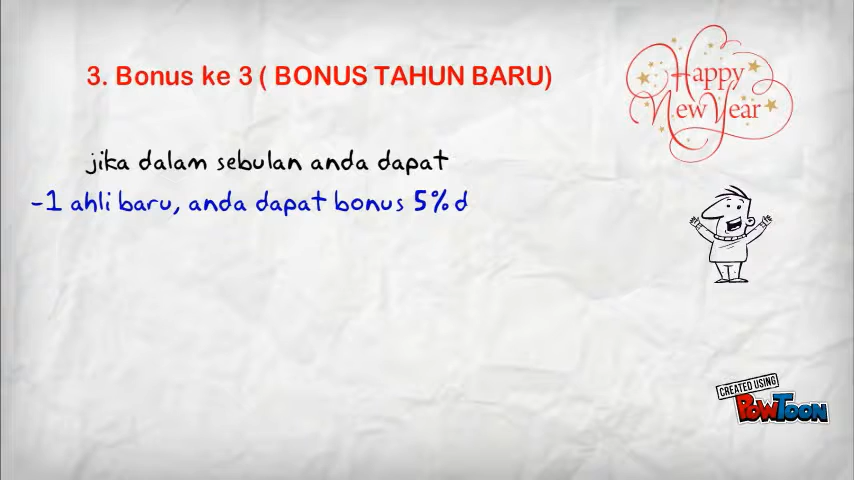 3. Bonus ke 3 ( BONUS TAHUN BARU)
Happy
New Year
jika dalam sebulan anda dapat
-1 ahli baru, anda dapat bonus 5% d
CREATED USING
POWTOON